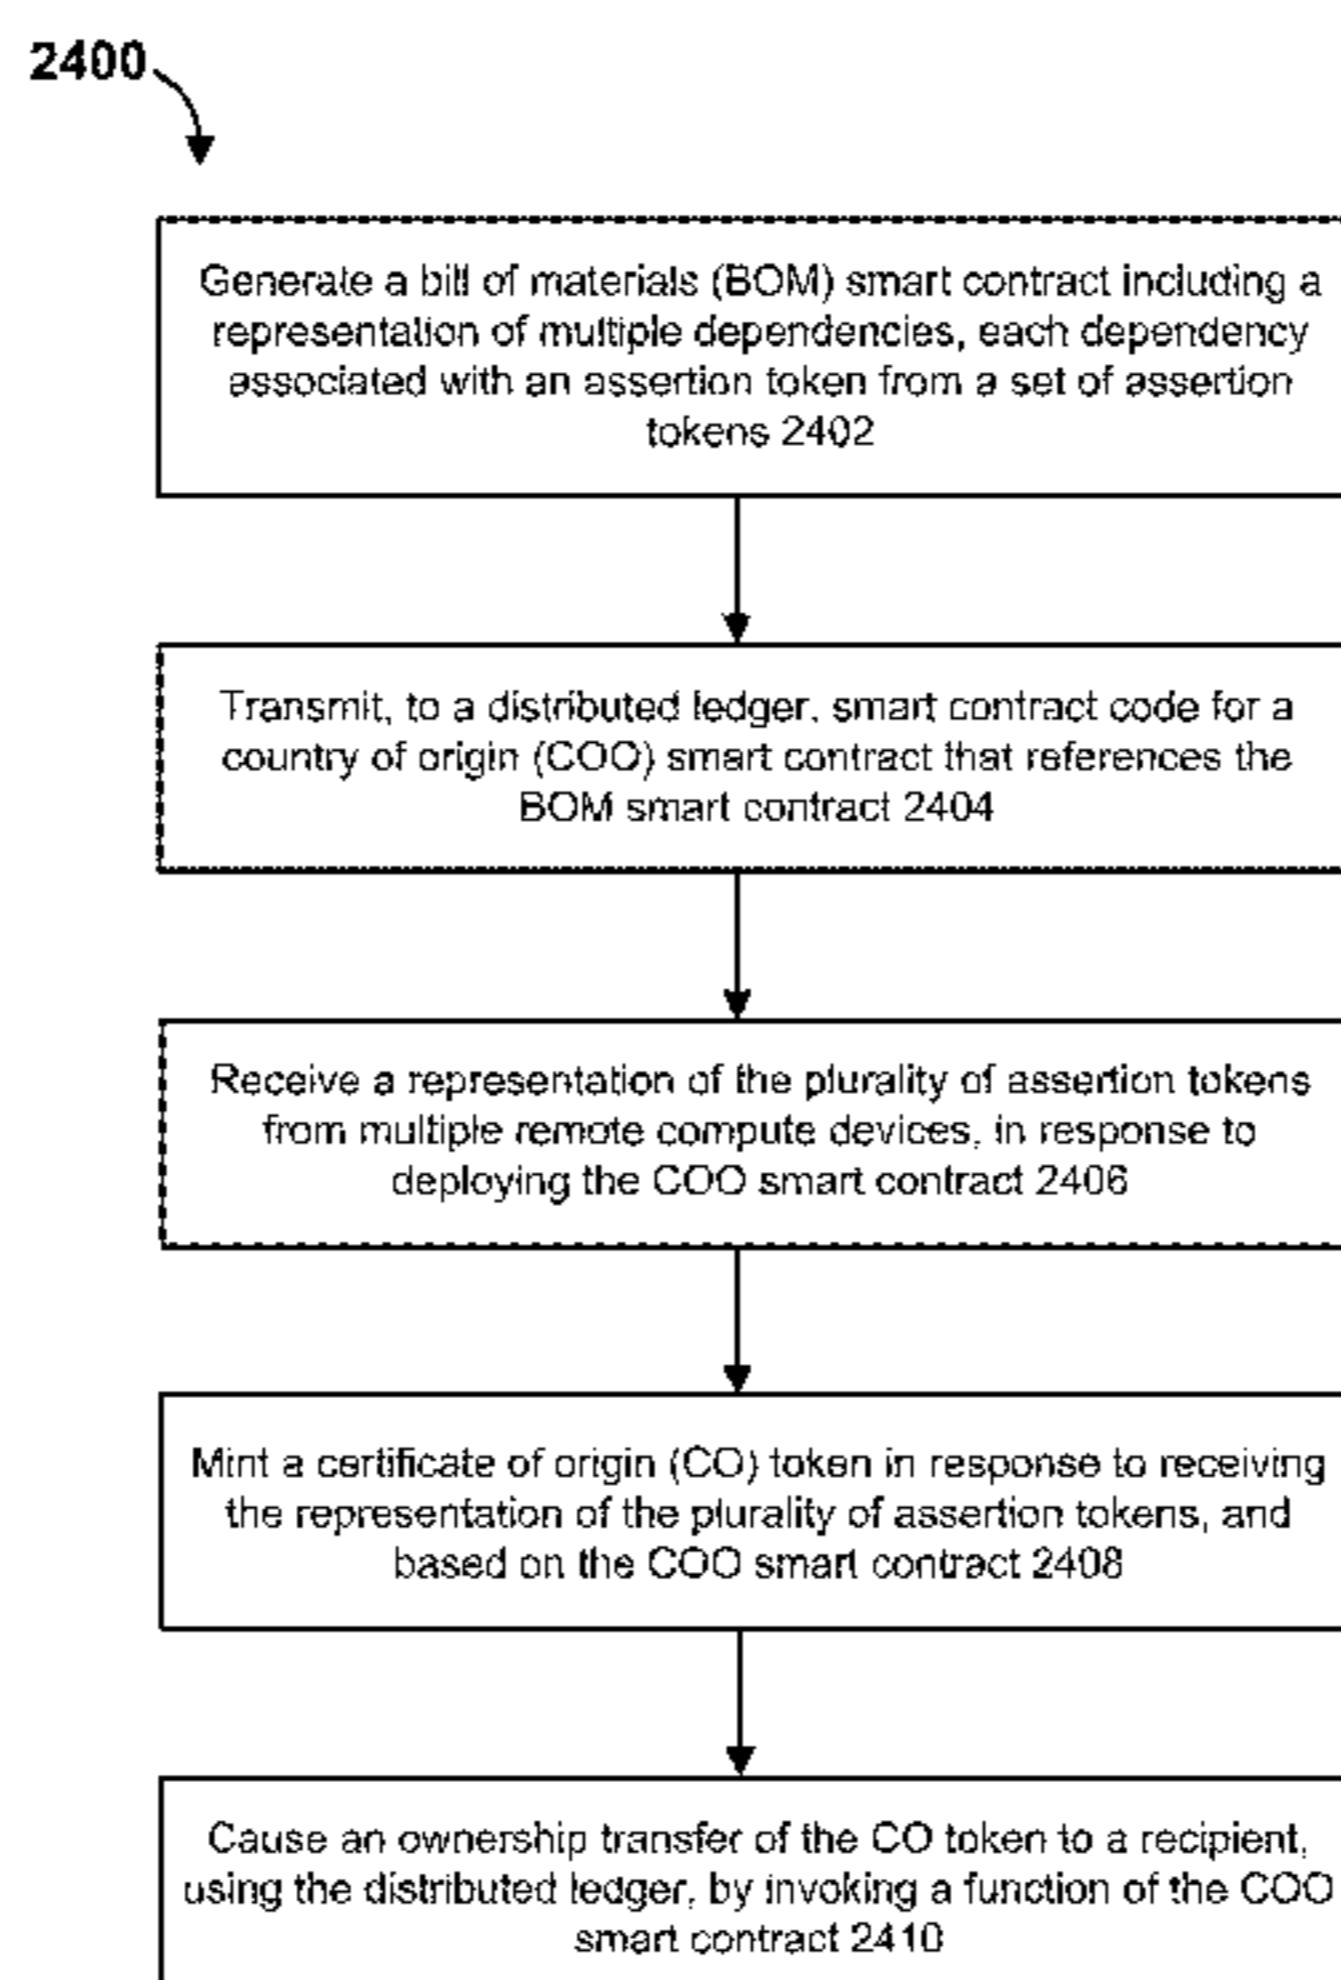 2400
Generate a bill of materials (BOM) smart contract including a
representation of multiple dependencies, each dependency
associated with an assertion token from a set of assertion
tokens 2402
Transmit, to a distributed ledger, smart contract code for a
country of origin (COO) smart contract that references the
BOM smart contract 2404
Receive a representation of the plurality of assertion tokens
from multiple remote compute devices, in response to
deploying the COO smart contract 2406
Mint a certificate of origin (CO) token in response to receiving
the representation of the plurality of assertion tokens, and
based on the COO smart contract 2408
Cause an ownership transfer of the CO token to a recipient,
using the distributed ledger, by invoking a function of the COO
smart contract 2410